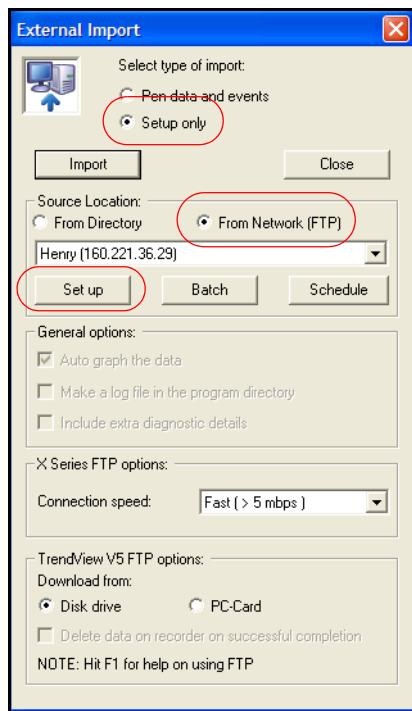 External Import
Select type of import:
Pen data and events
Setup only
Import Close
Source Location:
From Directory From Network (FTP)
Henry (160.221.36.29)
Set up Batch Schedule
General options:
Auto graph the data
Make a log file in the program directory
Include extra diagnostic details
X Series FTP options:
Connection speed: Fast ( > 5 mbps )
TrendView V5 FTP options:
Download from:
Disk drive PC-Card
Delete data on recorder on successful completion
NOTE: Hit F1 for help on using FTP